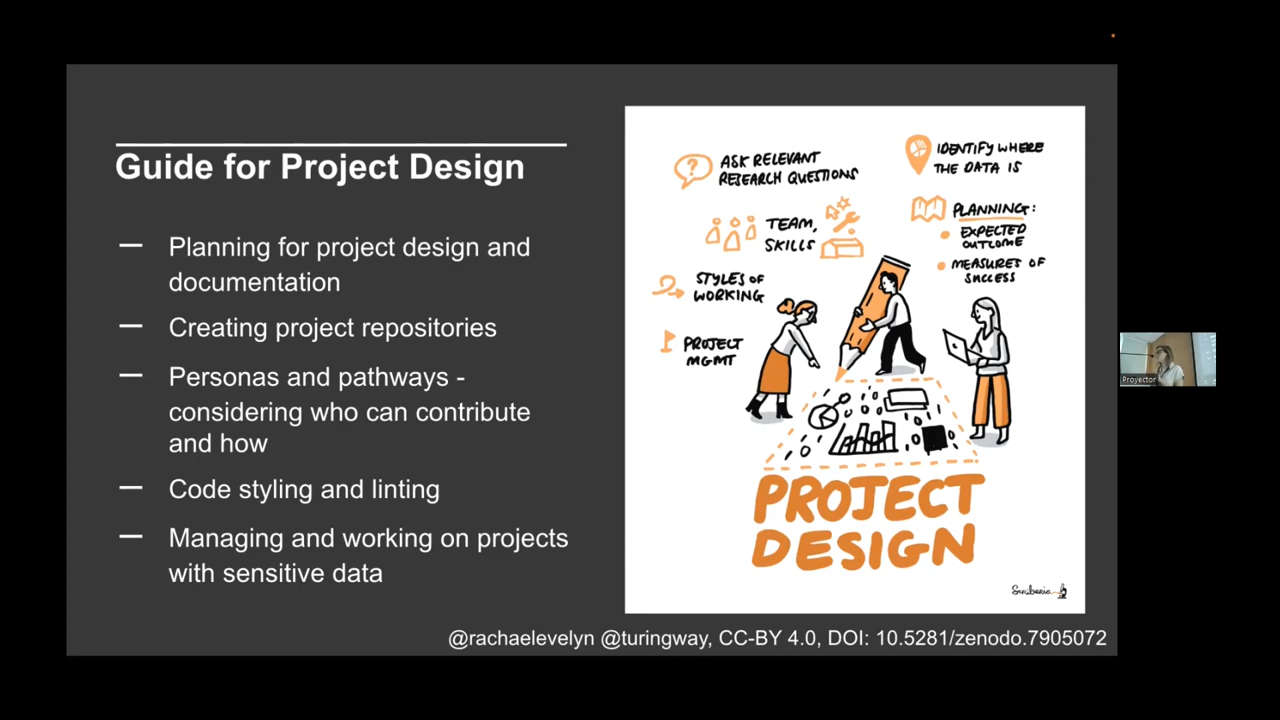 Guide for Project Design
— Planning for project design and
documentation
— Creating project repositories
— Personas and pathways -
considering who can contribute
and how
— Code styling and linting
— Managing and working on projects
with sensitive data
ASK RELEVANT
RESEARCH QUESTIONS
TEAM,
SKILLS
STYLES OF
WORKING
PROJECT
MGMT
IDENTIFY WHERE
THE DATA IS
PLANNING:
EXPECTED
OUTCOME
MEASURES OF
SUCCESS
PROJECT
DESIGN
Scriberia
@rachaelevelyn @turingway, CC-BY 4.0, DOI: 10.5281/zenodo.7905072
Proyector